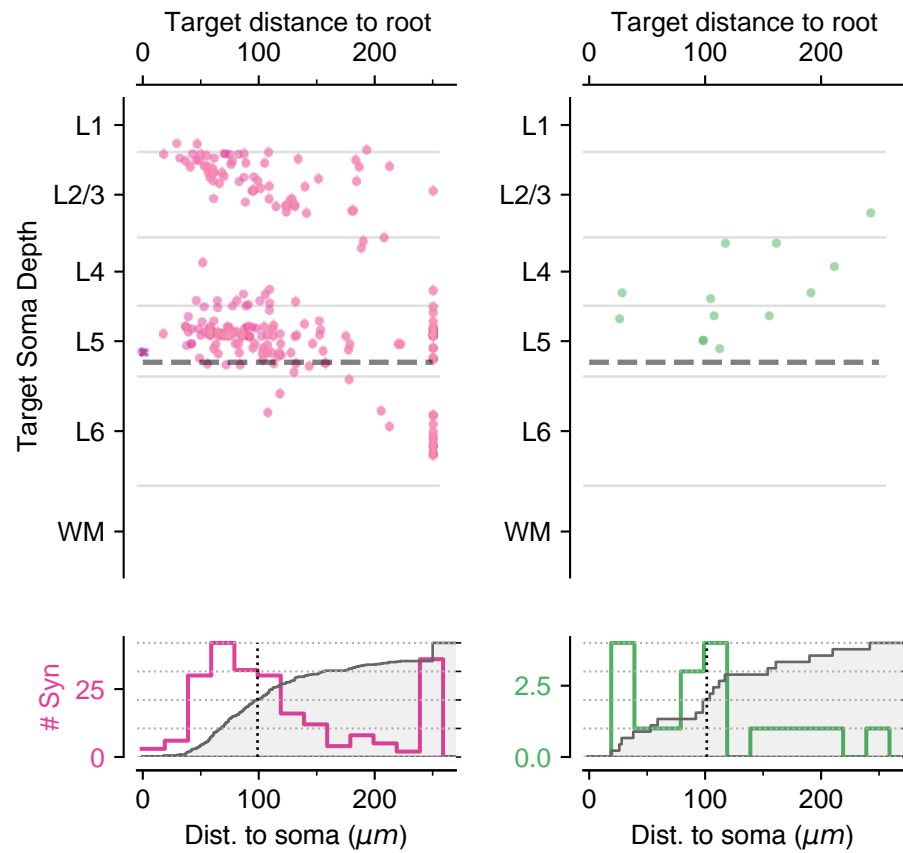 Target distance to root
Target distance to root
0 100 200
0 100 200
L1
L2/3
L4
L5
L6
WM
Target Soma Depth
L1
L2/3
L4
L5
L6
WM
25
0
# Syn
2.5
0.0
0 100 200
0 100 200
Dist. to soma (μm)
Dist. to soma (μm)